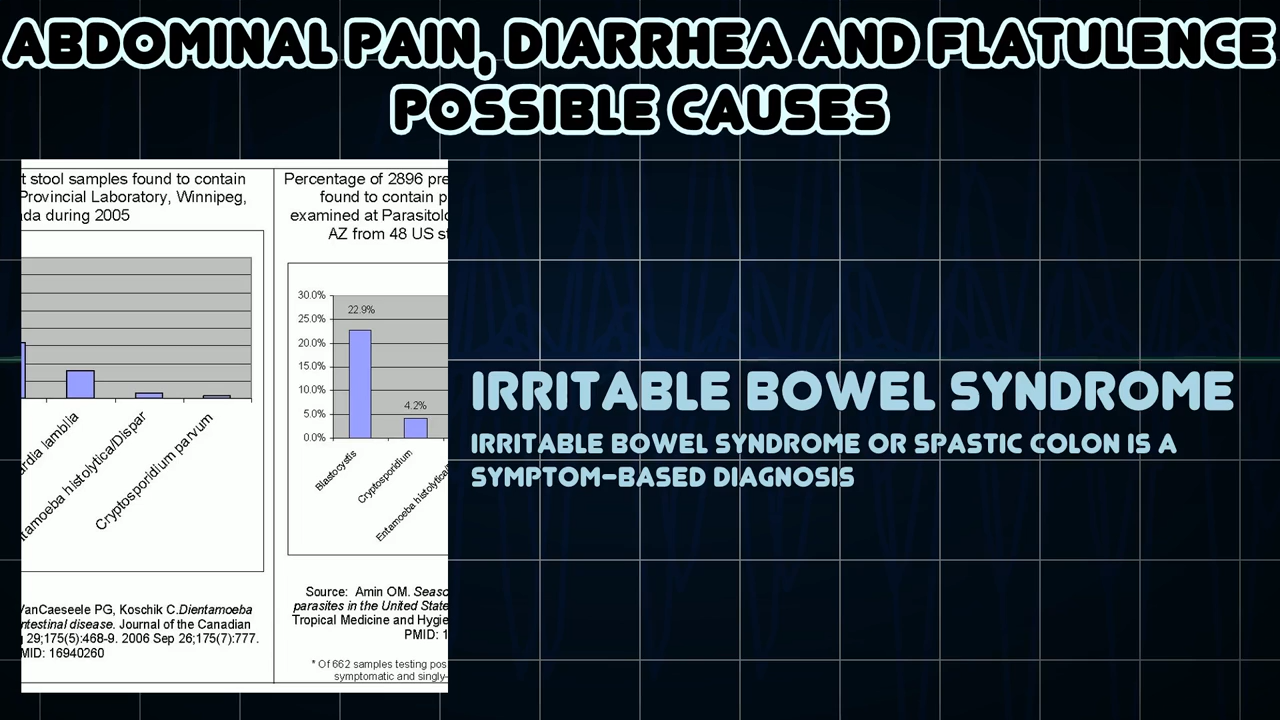 ABDOMINAL PAIN, DIARRHEA AND FLATULENCE
POSSIBLE CAUSES
t stool samples found to contain
Provincial Laboratory, Winnipeg,
da during 2005
ardia lamblia
tamoeba histolytica/Dispar
Cryptosporidium parvum
VanCaeseele PG, Koschik C.Dientamoeba
ntestinal disease. Journal of the Canadian
29;175(5):468-9. 2006 Sep 26;175(7):777.
MID: 16940260
Percentage of 2896 pre
found to contain p
examined at Parasitol
AZ from 48 US st
30.0%
25.0%
20.0%
15.0%
10.0%
5.0%
0.0%
22.9%
4.2%
Blastocystis
Cryptosporidium
Entamoeba histolytica/
Source: Amin OM. Seaso
parasites in the United State
Tropical Medicine and Hygie
PMID: 1
* Of 662 samples testing pos
symptomatic and singly-
IRRITABLE BOWEL SYNDROME
IRRITABLE BOWEL SYNDROME OR SPASTIC COLON IS A
SYMPTOM-BASED DIAGNOSIS